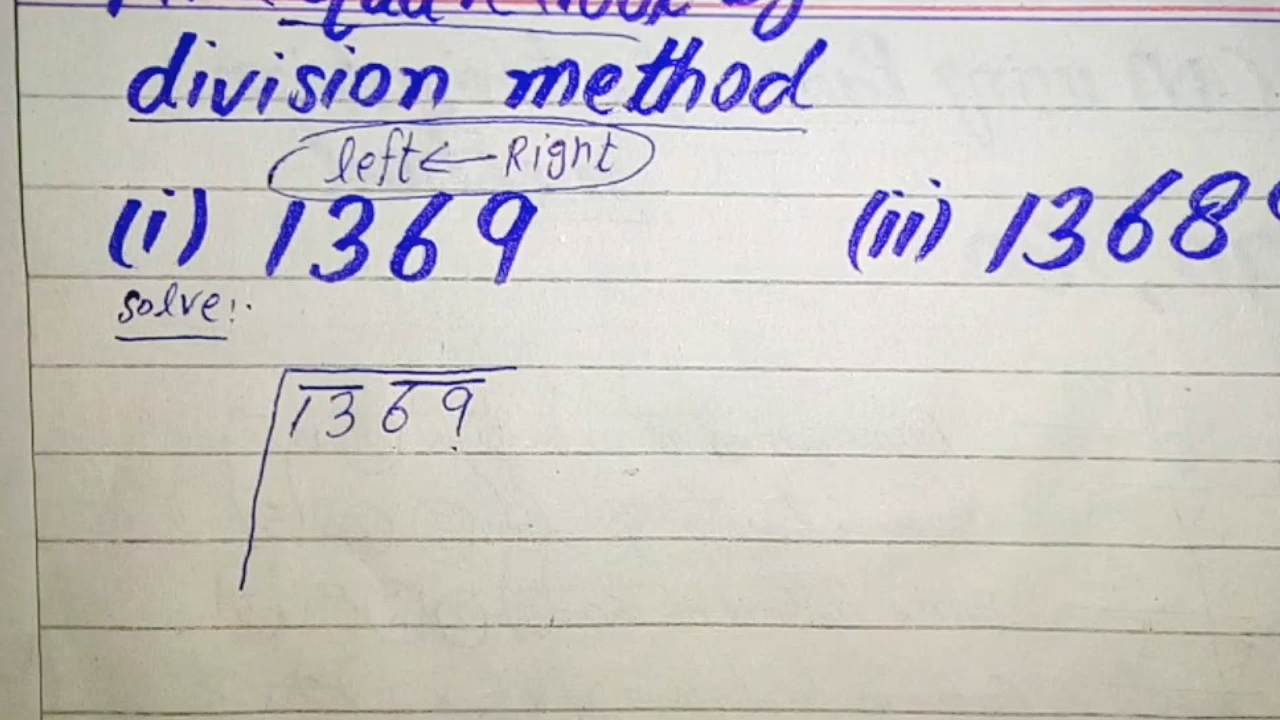 division method
left ← Right
(i) 1369 (ii) 1368
solve:.
1369